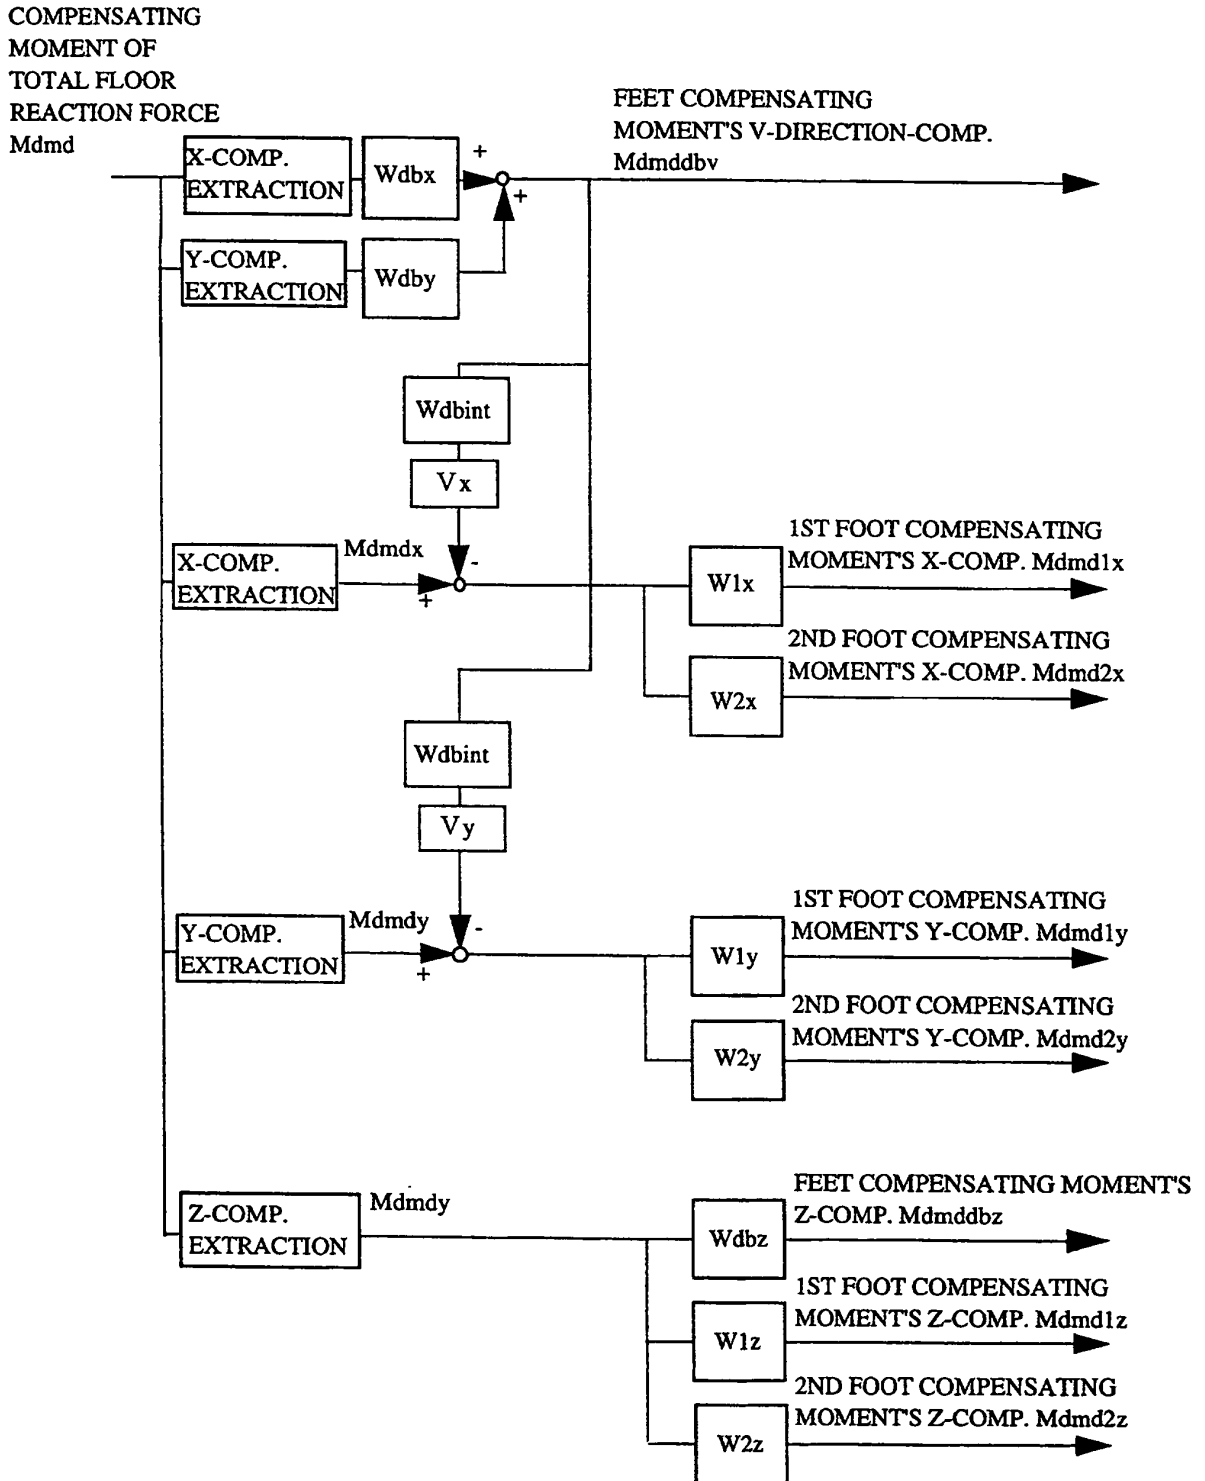 COMPENSATING
MOMENT OF
TOTAL FLOOR
REACTION FORCE
Mdmd
FEET COMPENSATING
MOMENT'S V-DIRECTION-COMP.
Mdmddbv
X-COMP.
EXTRACTION
Wdbx
+
+
Y-COMP.
EXTRACTION
Wdby
Wdbint
Vx
X-COMP.
EXTRACTION
Mdmdx
-
+
W1x
1ST FOOT COMPENSATING
MOMENT'S X-COMP. Mdmd1x
W2x
2ND FOOT COMPENSATING
MOMENT'S X-COMP. Mdmd2x
Wdbint
Vy
Y-COMP.
EXTRACTION
Mdmdy
-
+
W1y
1ST FOOT COMPENSATING
MOMENT'S Y-COMP. Mdmd1y
W2y
2ND FOOT COMPENSATING
MOMENT'S Y-COMP. Mdmd2y
Z-COMP.
EXTRACTION
Mdmdy
Wdbz
FEET COMPENSATING MOMENT'S
Z-COMP. Mdmddbz
W1z
1ST FOOT COMPENSATING
MOMENT'S Z-COMP. Mdmd1z
W2z
2ND FOOT COMPENSATING
MOMENT'S Z-COMP. Mdmd2z